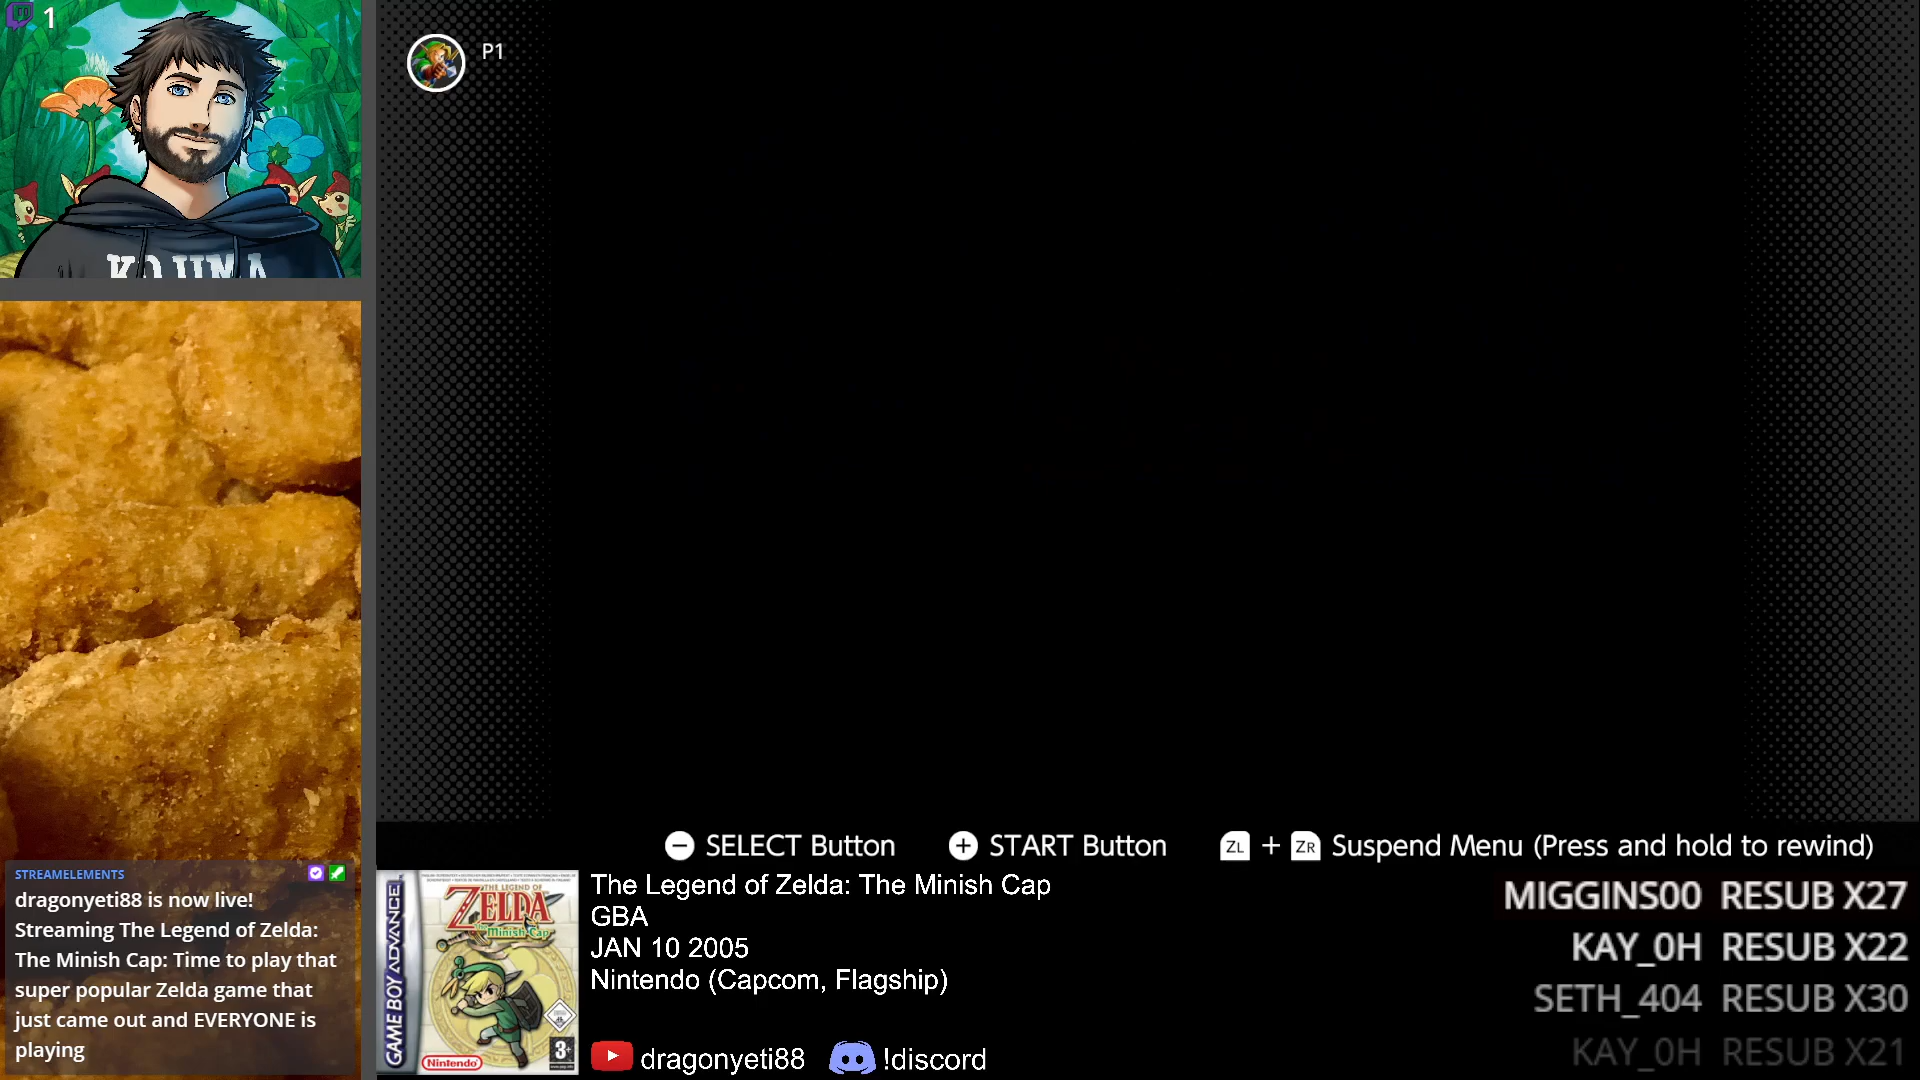 1
KOJIMA
P1
SELECT Button
START Button
ZL + ZR Suspend Menu (Press and hold to rewind)
STREAMELEMENTS
dragonyeti88 is now live!
Streaming The Legend of Zelda:
The Minish Cap: Time to play that
super popular Zelda game that
just came out and EVERYONE is
playing
GAME BOY ADVANCE
THE LEGEND OF
ZELDA
The Minish Cap
Nintendo
3+
The Legend of Zelda: The Minish Cap
GBA
JAN 10 2005
Nintendo (Capcom, Flagship)
dragonyeti88
!discord
MIGGINS00 RESUB X27
KAY_0H RESUB X22
SETH_404 RESUB X30
KAY_0H RESUB X21